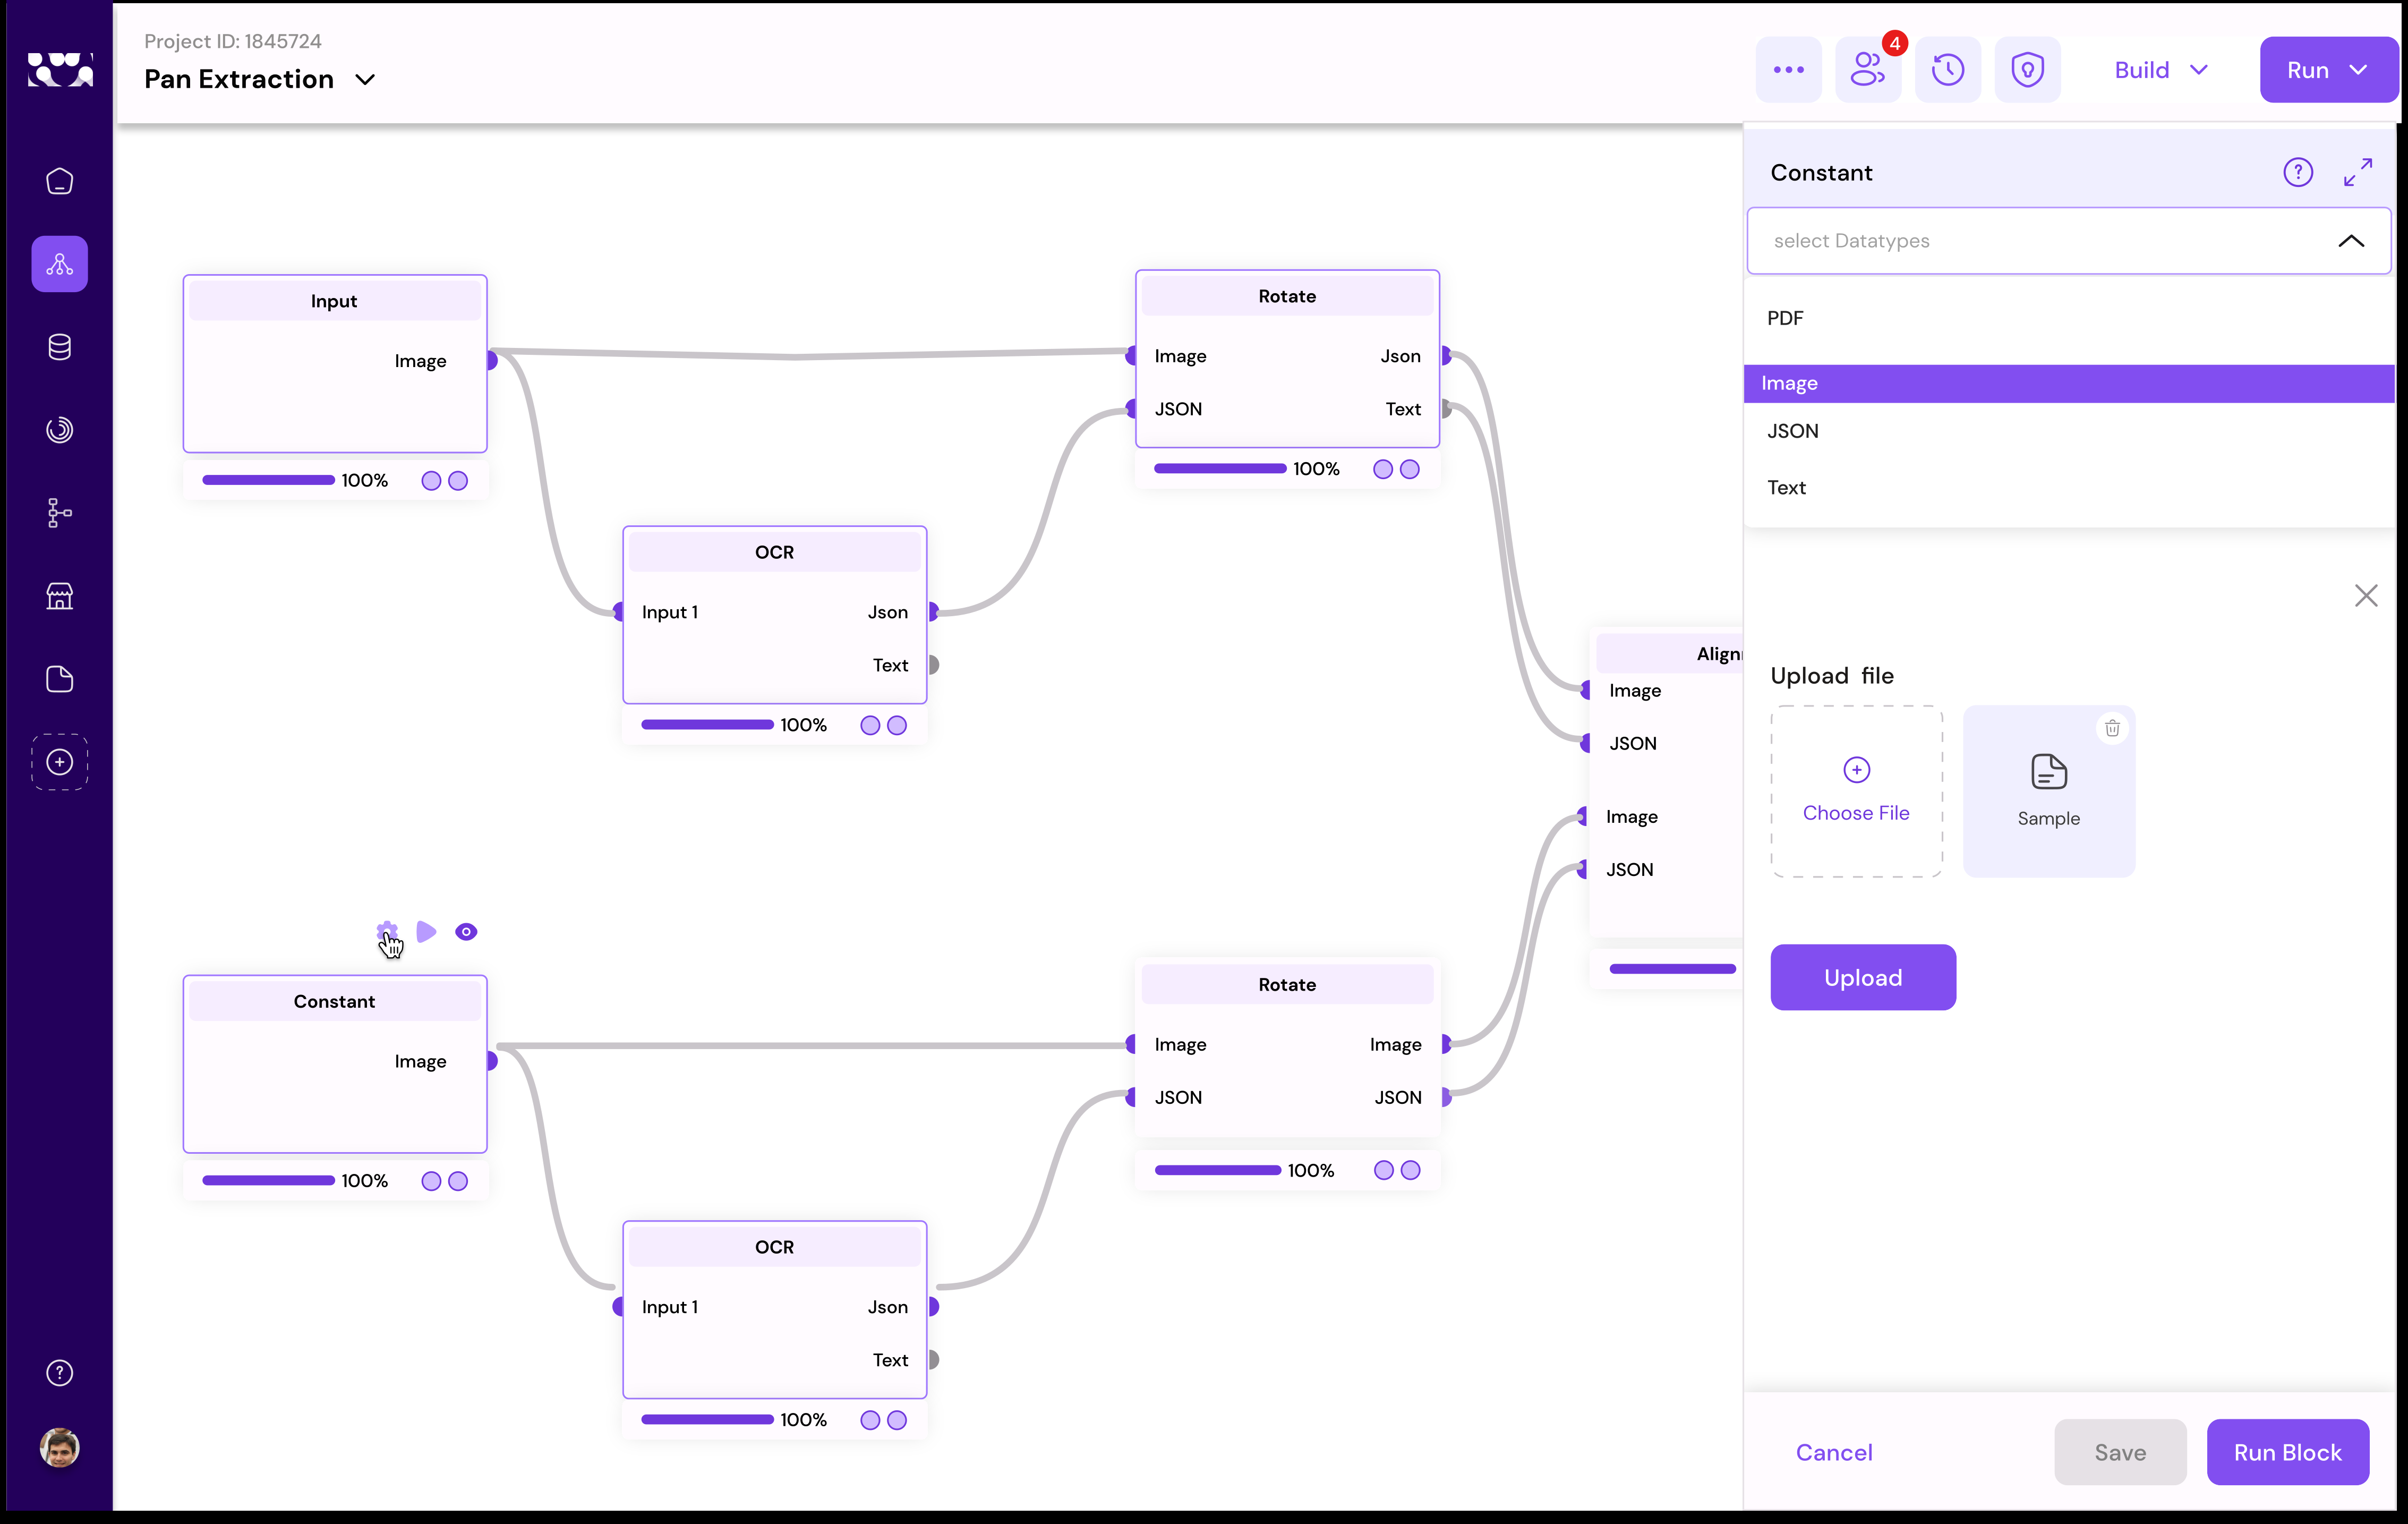 Project ID: 1845724
Pan Extraction
4
Build
Run
Constant
select Datatypes
PDF
Image
JSON
Text
Upload file
Choose File
Sample
Upload
Cancel
Save
Run Block
Input
Image
100%
Rotate
Image
Json
JSON
Text
100%
OCR
Input 1
Json
Text
100%
Image
JSON
Image
JSON
Constant
Image
100%
Rotate
Image
Image
JSON
JSON
100%
OCR
Input 1
Json
Text
100%